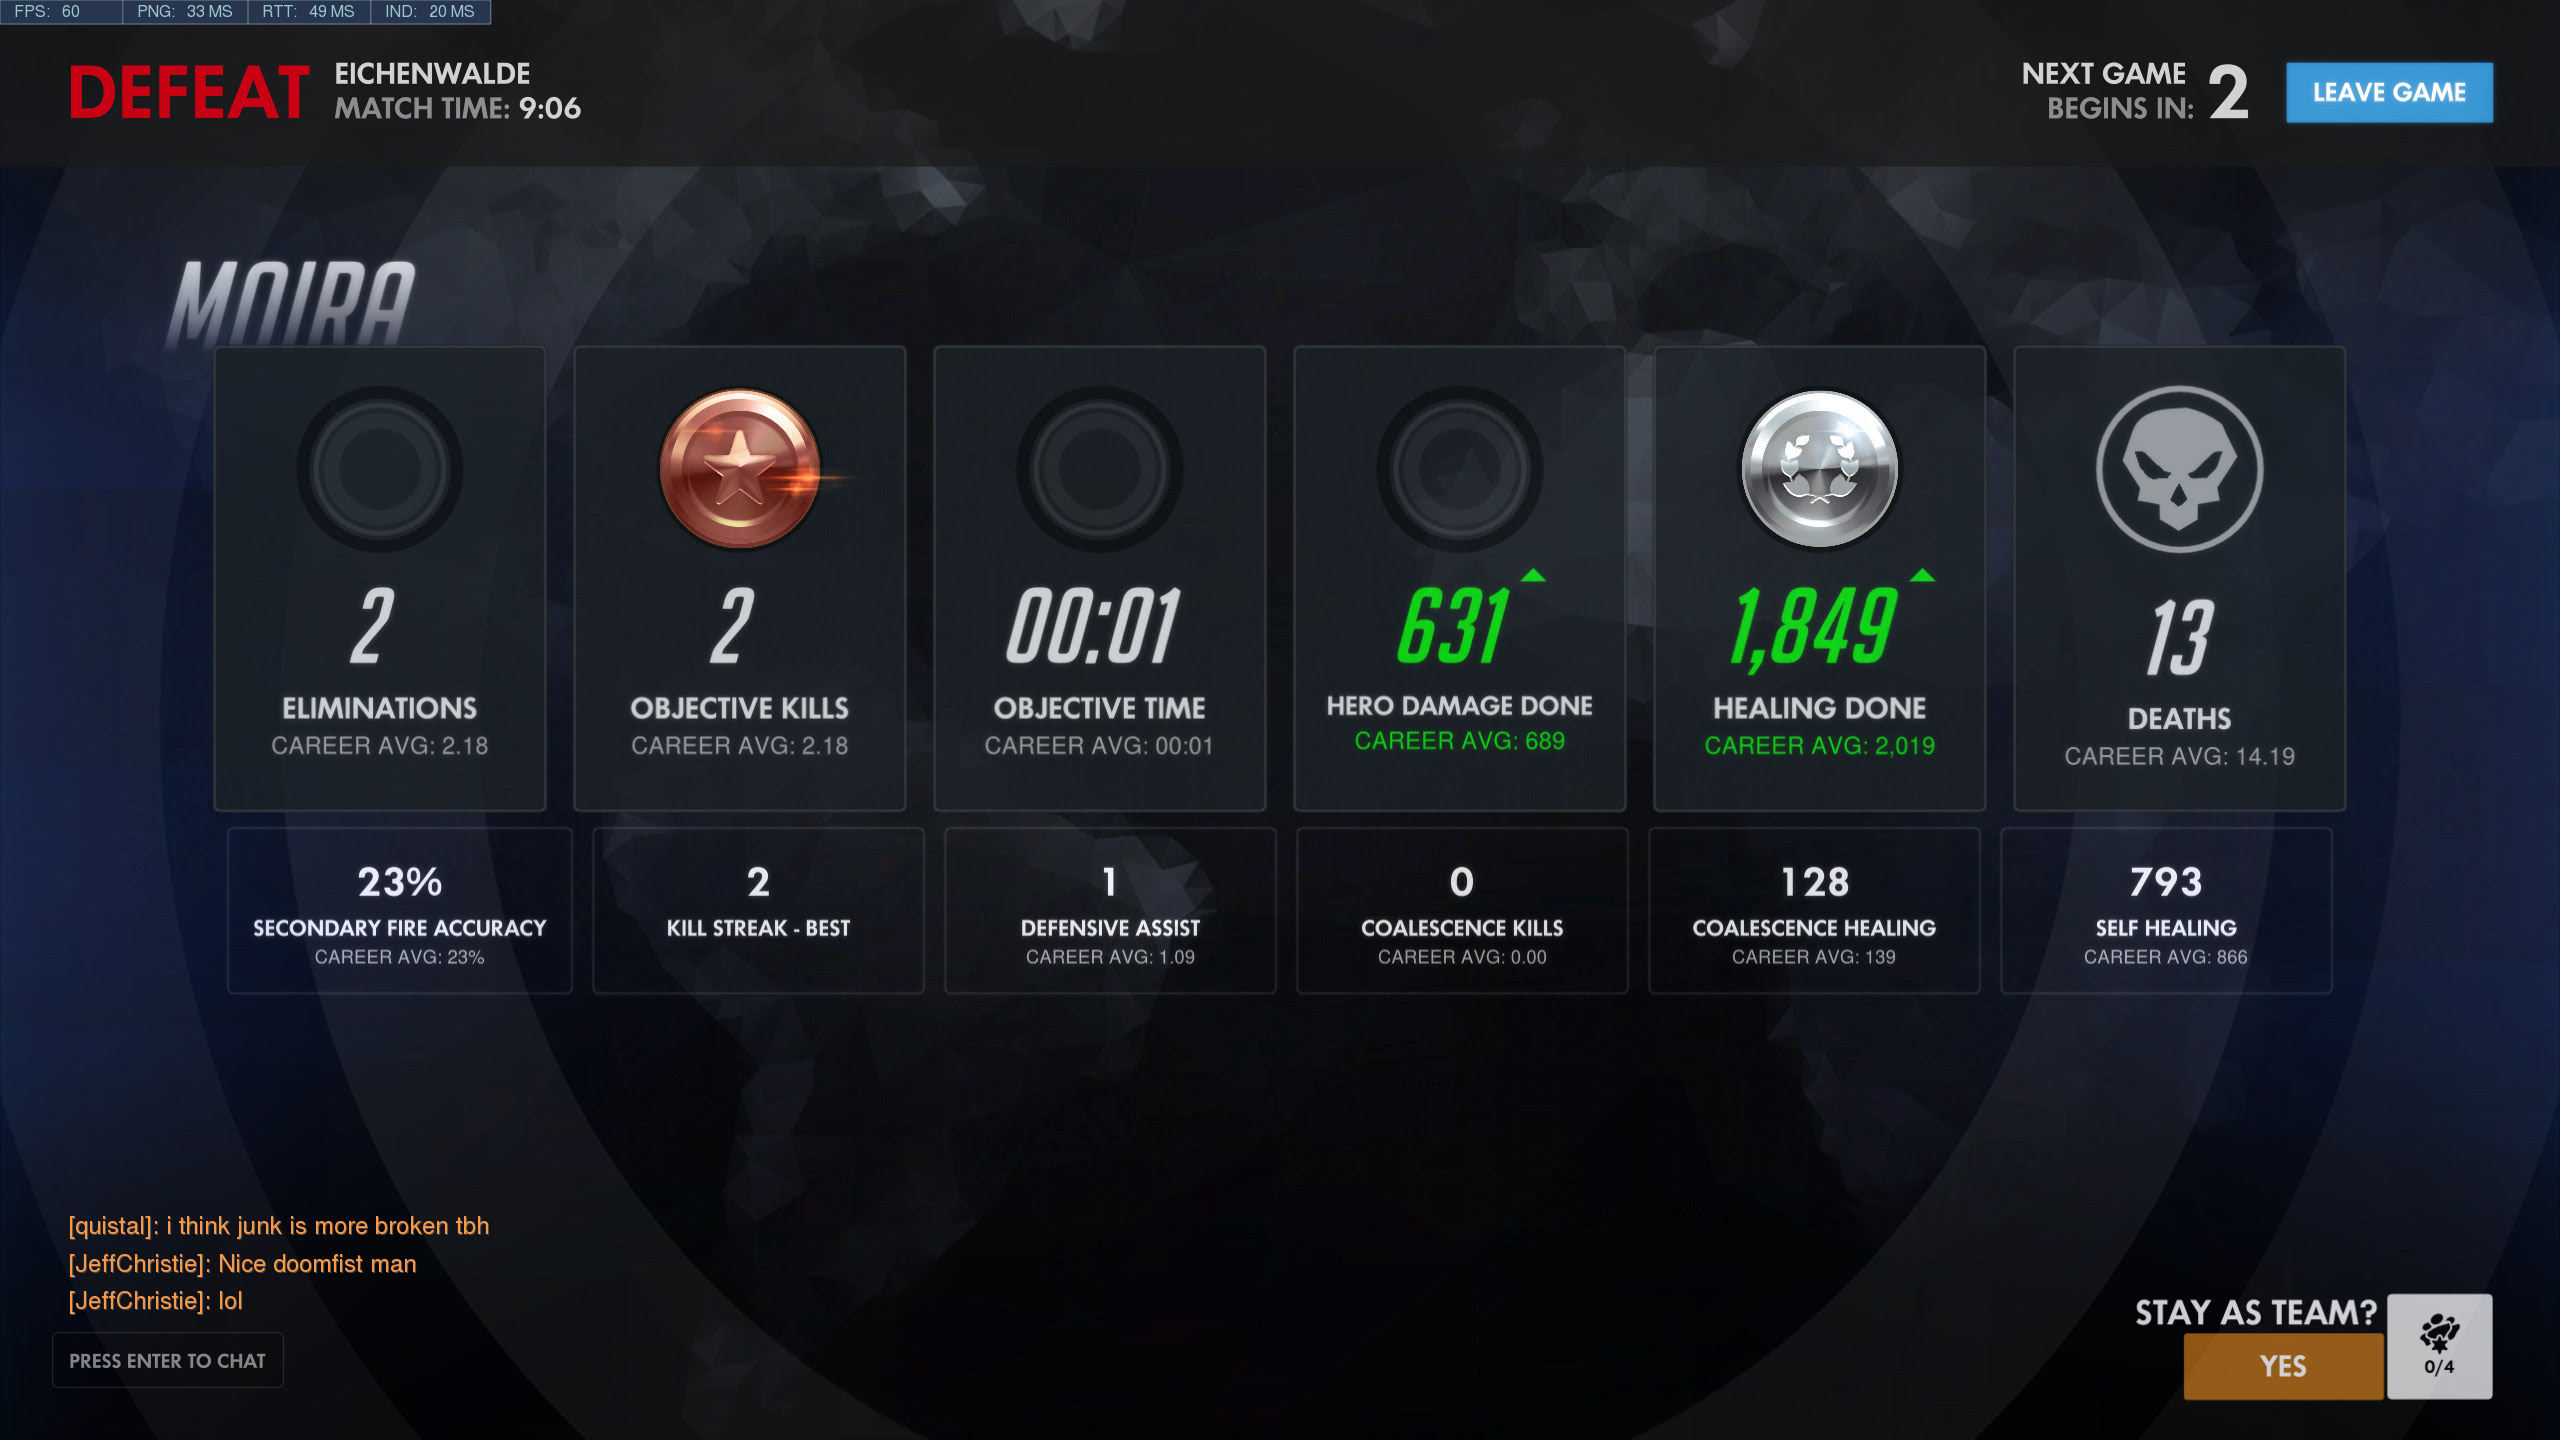 FPS: 60 PNG: 33 MS RTT: 49 MS IND: 20 MS
DEFEAT
EICHENWALDE
MATCH TIME: 9:06
NEXT GAME
BEGINS IN: 2
LEAVE GAME
MOIRA
2
ELIMINATIONS
CAREER AVG: 2.18
2
OBJECTIVE KILLS
CAREER AVG: 2.18
00:01
OBJECTIVE TIME
CAREER AVG: 00:01
631
HERO DAMAGE DONE
CAREER AVG: 689
1,849
HEALING DONE
CAREER AVG: 2,019
13
DEATHS
CAREER AVG: 14.19
23%
SECONDARY FIRE ACCURACY
CAREER AVG: 23%
2
KILL STREAK - BEST
1
DEFENSIVE ASSIST
CAREER AVG: 1.09
0
COALESCENCE KILLS
CAREER AVG: 0.00
128
COALESCENCE HEALING
CAREER AVG: 139
793
SELF HEALING
CAREER AVG: 866
[quistal]: i think junk is more broken tbh
[JeffChristie]: Nice doomfist man
[JeffChristie]: lol
PRESS ENTER TO CHAT
STAY AS TEAM?
YES
0/4